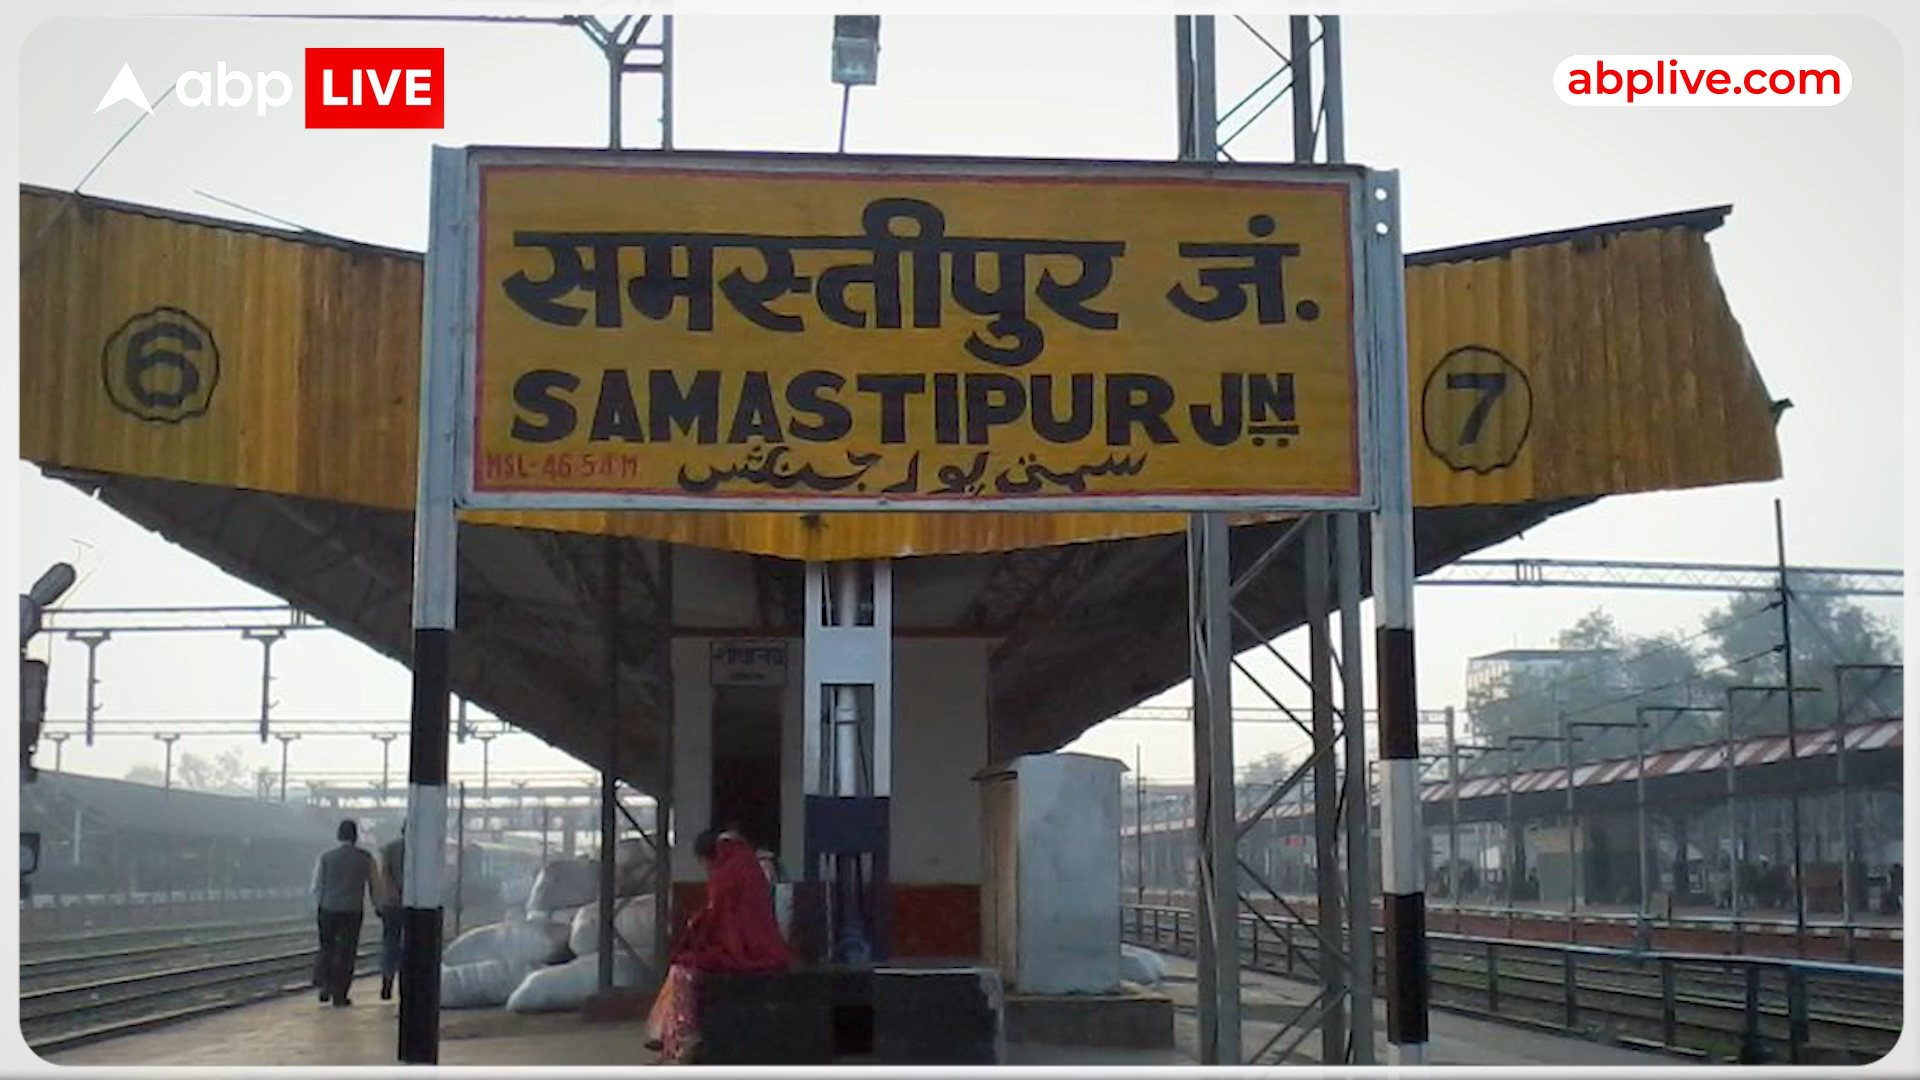 abp LIVE
abplive.com
समस्तीपुर जं.
SAMASTIPUR JN
MSL-46·54 M
سمستی پور جنکشن
6
7